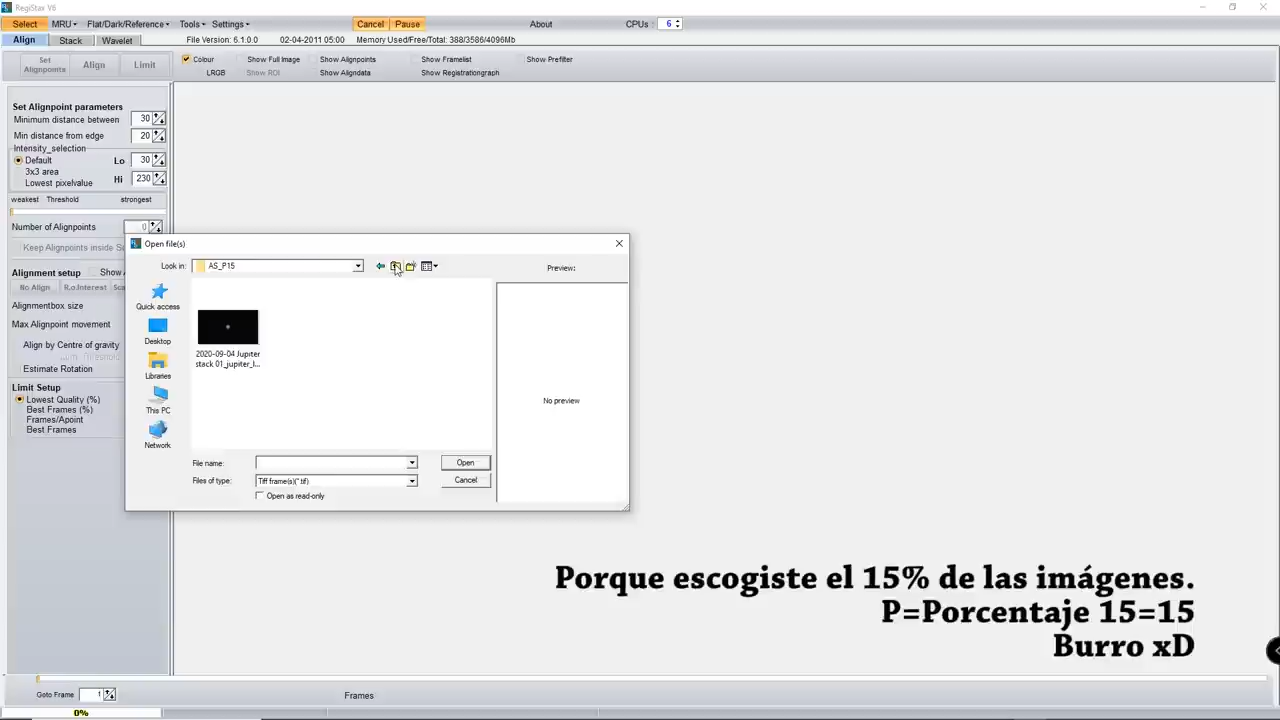 RegiStax V6
Select MRU Flat/Dark/Reference Tools Settings Cancel Pause About CPUs: 6
Align Stack Wavelet File Version: 6.1.0.0 02-04-2011 05:00 Memory Used/Free/Total: 388/3586/4096Mb
Set Alignpoints Align Limit
Colour Show Full Image Show Alignpoints Show Framelist Show Prefilter
LRGB Show ROI Show Aligndata Show Registrationgraph
Set Alignpoint parameters
Minimum distance between 30
Min distance from edge 20
Intensity_selection
Default Lo 30
3x3 area
Lowest pixelvalue Hi 230
weakest Threshold strongest
Number of Alignpoints 0
Keep Alignpoints inside
Alignment setup Show
No Align R.o.Interest
Alignmentbox size
Max Alignpoint movement
Align by Centre of gravity
Threshold
Estimate Rotation
Limit Setup
Lowest Quality (%)
Best Frames (%)
Frames/Apoint
Best Frames
Open file(s)
Look in: AS_P15
Preview:
Quick access
Desktop
Libraries
This PC
Network
2020-09-04 Jupiter
stack 01_jupiter_l...
No preview
File name: Open
Files of type: Tiff frame(s)(*.tif) Cancel
Open as read-only
Porque escogiste el 15% de las imágenes.
P=Porcentaje 15=15
Burro xD
Goto Frame 1 Frames
0%